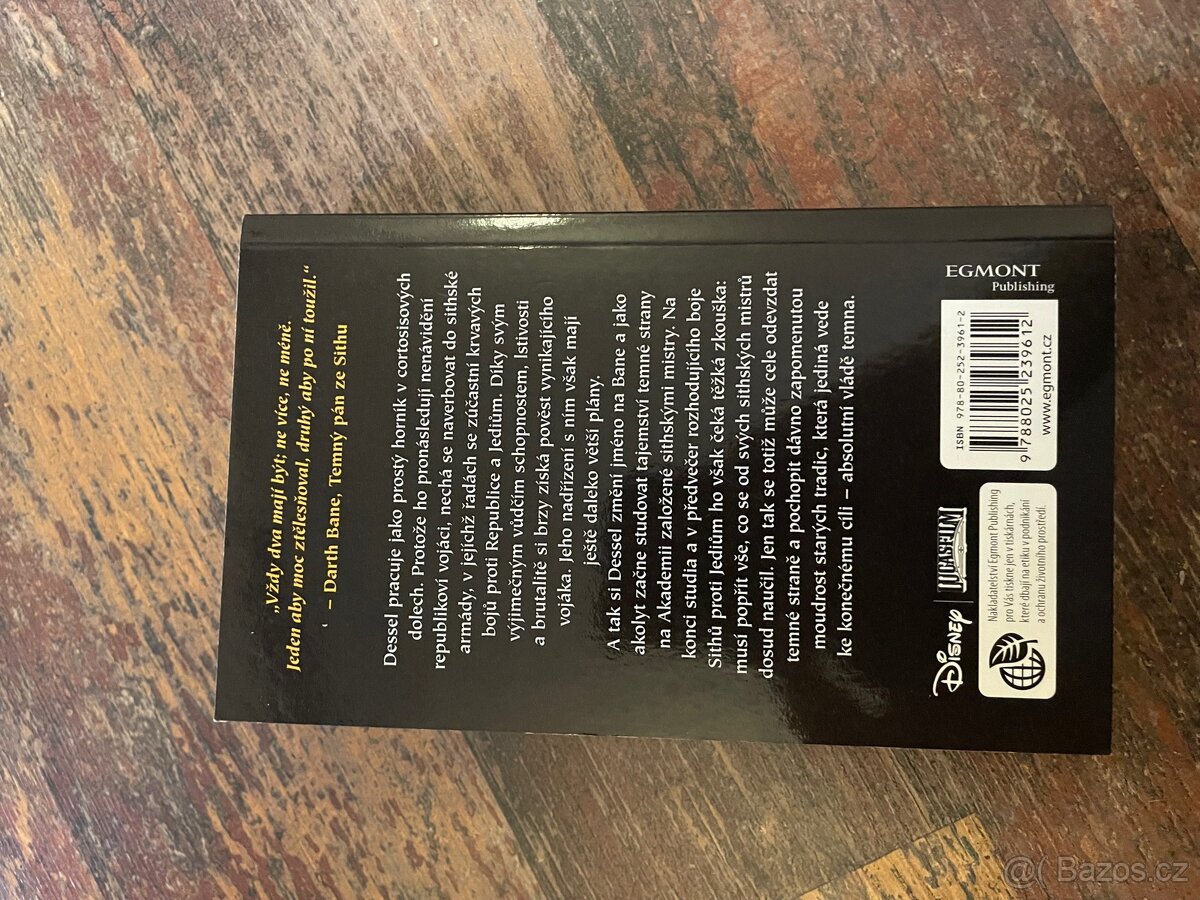 „Vždy dva mají být; ne více, ne méně.
Jeden aby moc ztělesňoval, druhý aby po ní toužil.“
– Darth Bane, Temný pán ze Sithu
Dessel pracuje jako prostý horník v cortosisových
dolech. Protože ho pronásledují nenávidění
republikoví vojáci, nechá se naverbovat do sithské
armády, v jejíchž řadách se zúčastní krvavých
bojů proti Republice a Jediům. Díky svým
výjimečným vůdčím schopnostem, lstivosti
a brutalitě si brzy získá pověst vynikajícího
vojáka. Jeho nadřízení s ním však mají
ještě daleko větší plány.
A tak si Dessel změní jméno na Bane a jako
akolyt začne studovat tajemství temné strany
na Akademii založené sithskými mistry. Na
konci studia a v předvečer rozhodujícího boje
Sithů proti Jediům ho však čeká těžká zkouška:
musí popřít vše, co se od svých sithských mistrů
dosud naučil. Jen tak se totiž může cele odevzdat
temné straně a pochopit dávno zapomenutou
moudrost starých tradic, která jediná vede
ke konečnému cíli – absolutní vládě temna.
Disney
LUCASFILM
Nakladatelství Egmont Publishing
pro Vás tiskne jen v tiskárnách,
které dbají na etiku v podnikání
a ochranu životního prostředí.
ISBN 978-80-252-3961-2
9 788025 239612
www.egmont.cz
EGMONT
Publishing
@( Bazos.cz